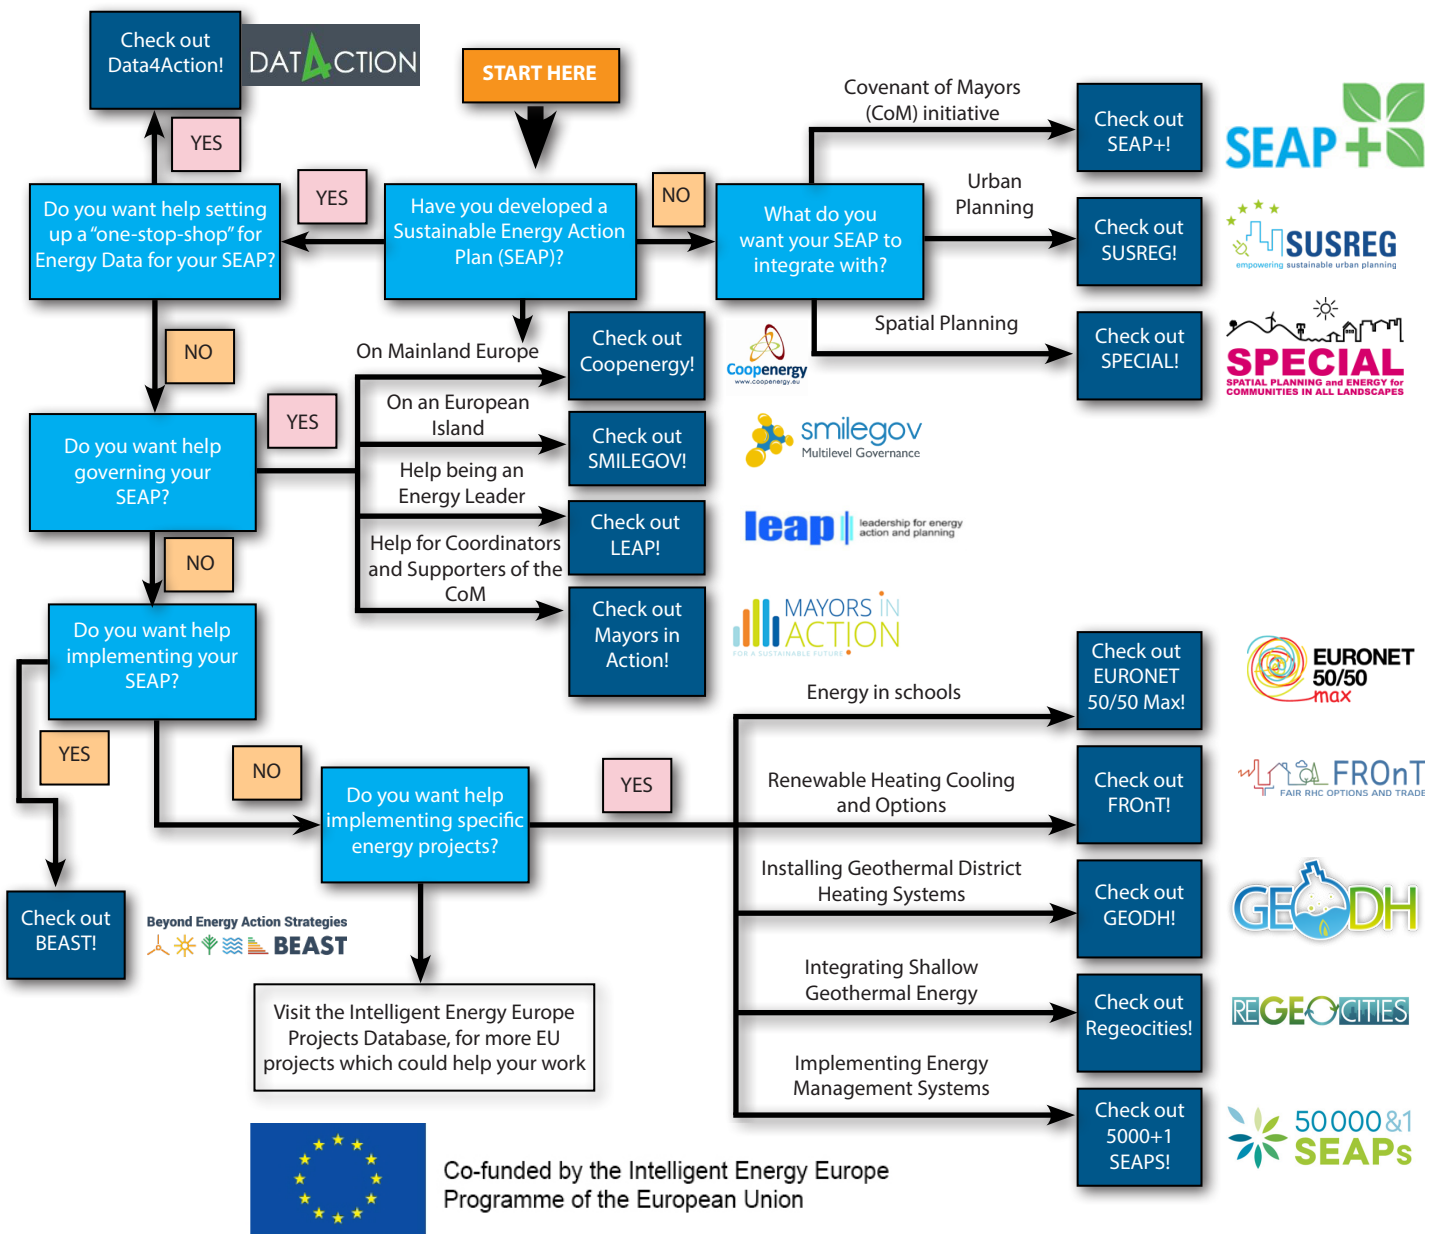 Check out
Data4Action!
DAT4CTION
START HERE
YES
Do you want help setting
up a “one-stop-shop” for
Energy Data for your SEAP?
YES
Have you developed a
Sustainable Energy Action
Plan (SEAP)?
NO
What do you
want your SEAP to
integrate with?
Covenant of Mayors
(CoM) initiative
Check out
SEAP+!
SEAP+
Urban
Planning
Check out
SUSREG!
SUSREG
empowering sustainable urban planning
Spatial Planning
Check out
SPECIAL!
SPECIAL
SPATIAL PLANNING and ENERGY for
COMMUNITIES IN ALL LANDSCAPES
NO
Do you want help
governing your
SEAP?
YES
On Mainland Europe
Check out
Coopenergy!
Coopenergy
www.coopenergy.eu
On an European
Island
Check out
SMILEGOV!
smilegov
Multilevel Governance
Help being an
Energy Leader
Check out
LEAP!
leap
leadership for energy
action and planning
Help for Coordinators
and Supporters of the
CoM
Check out
Mayors in
Action!
MAYORS IN
ACTION
FOR A SUSTAINABLE FUTURE
NO
Do you want help
implementing your
SEAP?
YES
Check out
BEAST!
Beyond Energy Action Strategies
BEAST
NO
Do you want help
implementing specific
energy projects?
YES
Energy in schools
Check out
EURONET
50/50 Max!
EURONET
50/50
max
Renewable Heating Cooling
and Options
Check out
FROnT!
FROnT
FAIR RHC OPTIONS AND TRADE
Installing Geothermal District
Heating Systems
Check out
GEODH!
GEODH
Integrating Shallow
Geothermal Energy
Check out
Regeocities!
REGEOCITIES
Implementing Energy
Management Systems
Check out
5000+1
SEAPS!
50000&1
SEAPs
Visit the Intelligent Energy Europe
Projects Database, for more EU
projects which could help your work
Co-funded by the Intelligent Energy Europe
Programme of the European Union